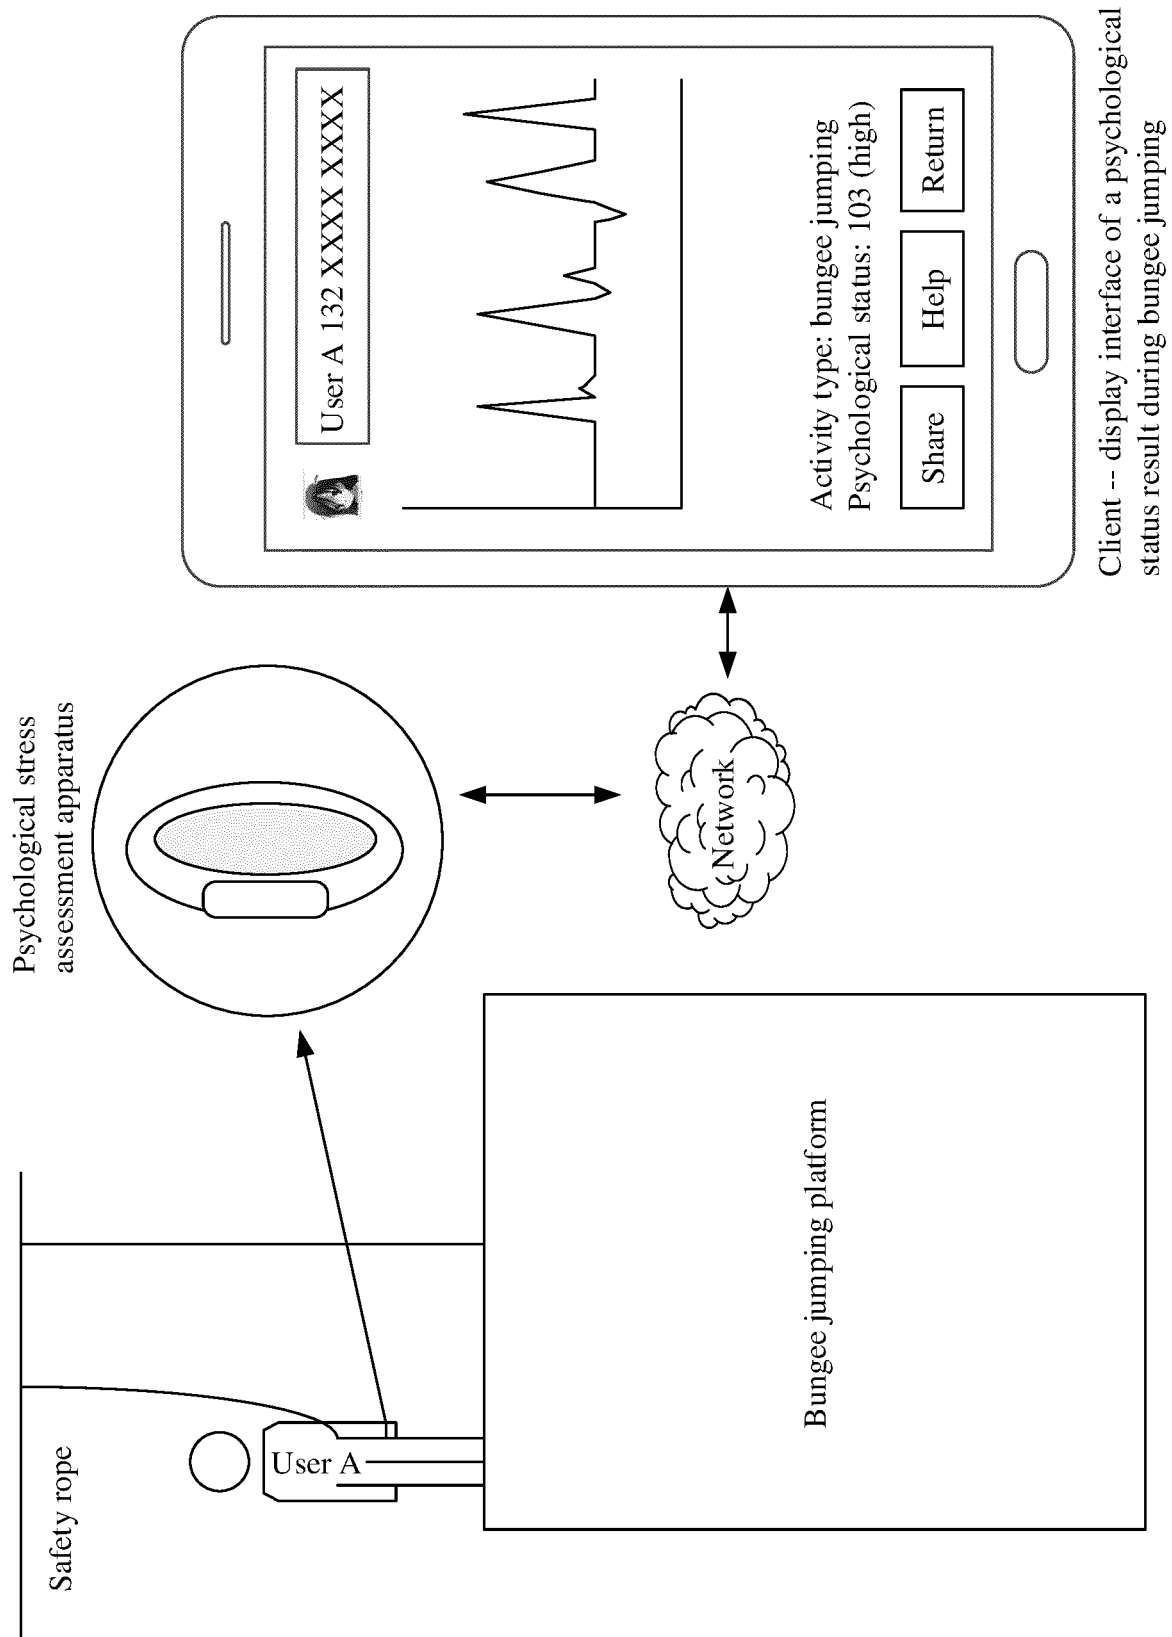 Safety rope
User A
Bungee jumping platform
Psychological stress
assessment apparatus
Network
User A 132 XXXX XXXX
Activity type: bungee jumping
Psychological status: 103 (high)
Share
Help
Return
Client -- display interface of a psychological
status result during bungee jumping